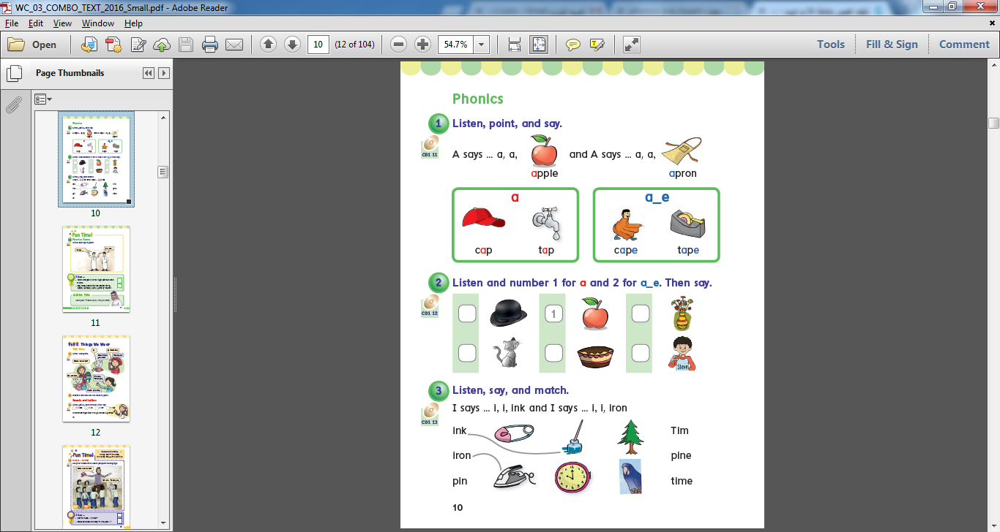 WC_03_COMBO_TEXT_2016_Small.pdf - Adobe Reader
File Edit View Window Help
Open 10 (12 of 104) 54.7% Tools Fill & Sign Comment
Page Thumbnails
10
11
12
Phonics
1 Listen, point, and say.
CD1 11
A says ... a, a, and A says ... a, a,
apple apron
a a_e
cap tap cape tape
2 Listen and number 1 for a and 2 for a_e. Then say.
CD1 12
1
Steve
3 Listen, say, and match.
CD1 13
I says ... i, i, ink and I says ... i, i, iron
ink Tim
iron pine
pin time
10